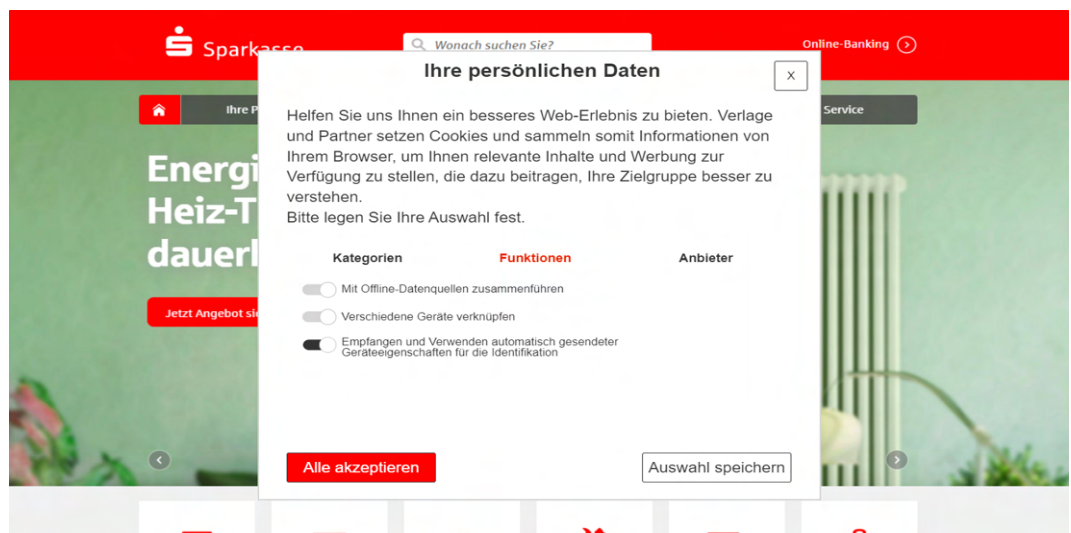 Sparkasse
Wonach suchen Sie?
Online-Banking
Ihre persönlichen Daten
X
Ihre P
Service
Helfen Sie uns Ihnen ein besseres Web-Erlebnis zu bieten. Verlage
und Partner setzen Cookies und sammeln somit Informationen von
Ihrem Browser, um Ihnen relevante Inhalte und Werbung zur
Verfügung zu stellen, die dazu beitragen, Ihre Zielgruppe besser zu
verstehen.
Bitte legen Sie Ihre Auswahl fest.
Energi
Heiz-T
dauerl
Jetzt Angebot si
Kategorien Funktionen Anbieter
Mit Offline-Datenquellen zusammenführen
Verschiedene Geräte verknüpfen
Empfangen und Verwenden automatisch gesendeter
Geräteeigenschaften für die Identifikation
Alle akzeptieren Auswahl speichern